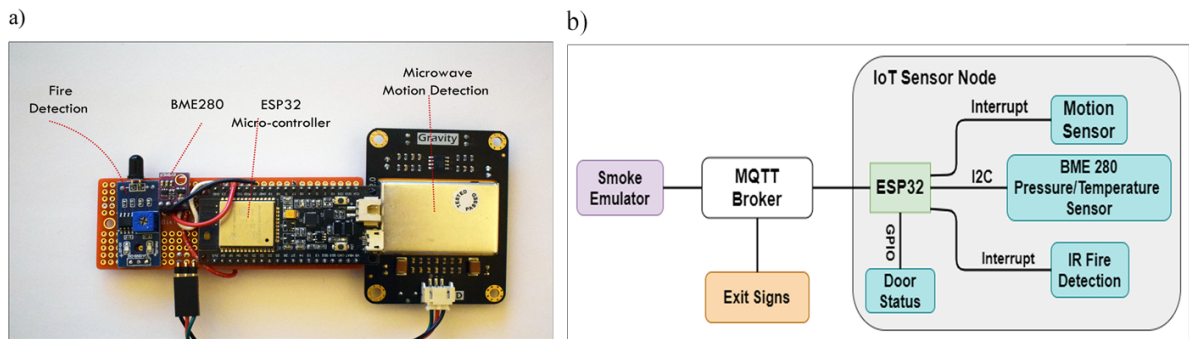 a)
Fire
Detection
BME280
ESP32
Micro-controller
Microwave
Motion Detection
Gravity
b)
IoT Sensor Node
Smoke
Emulator
MQTT
Broker
Exit Signs
ESP32
Interrupt
Motion
Sensor
I2C
BME 280
Pressure/Temperature
Sensor
Interrupt
IR Fire
Detection
GPIO
Door
Status